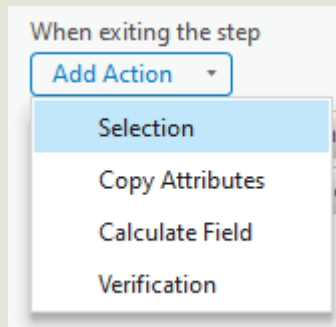 When exiting the step
Add Action
Selection
Copy Attributes
Calculate Field
Verification